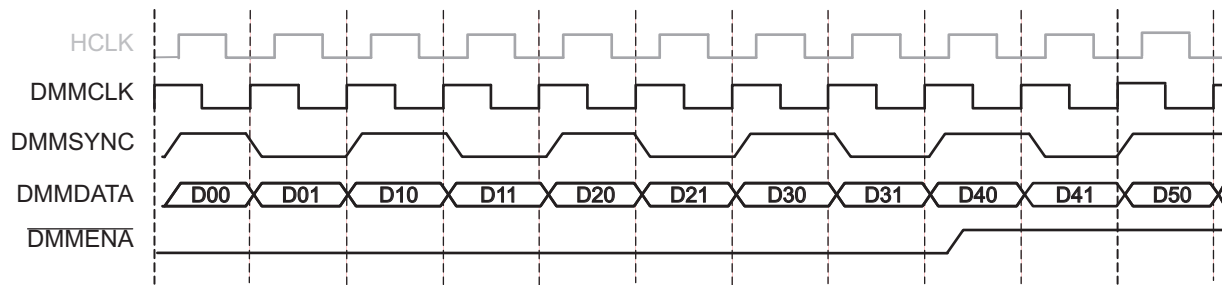 HCLK
DMMCLK
DMMSYNC
DMMDATA D00 D01 D10 D11 D20 D21 D30 D31 D40 D41 D50
DMMENA